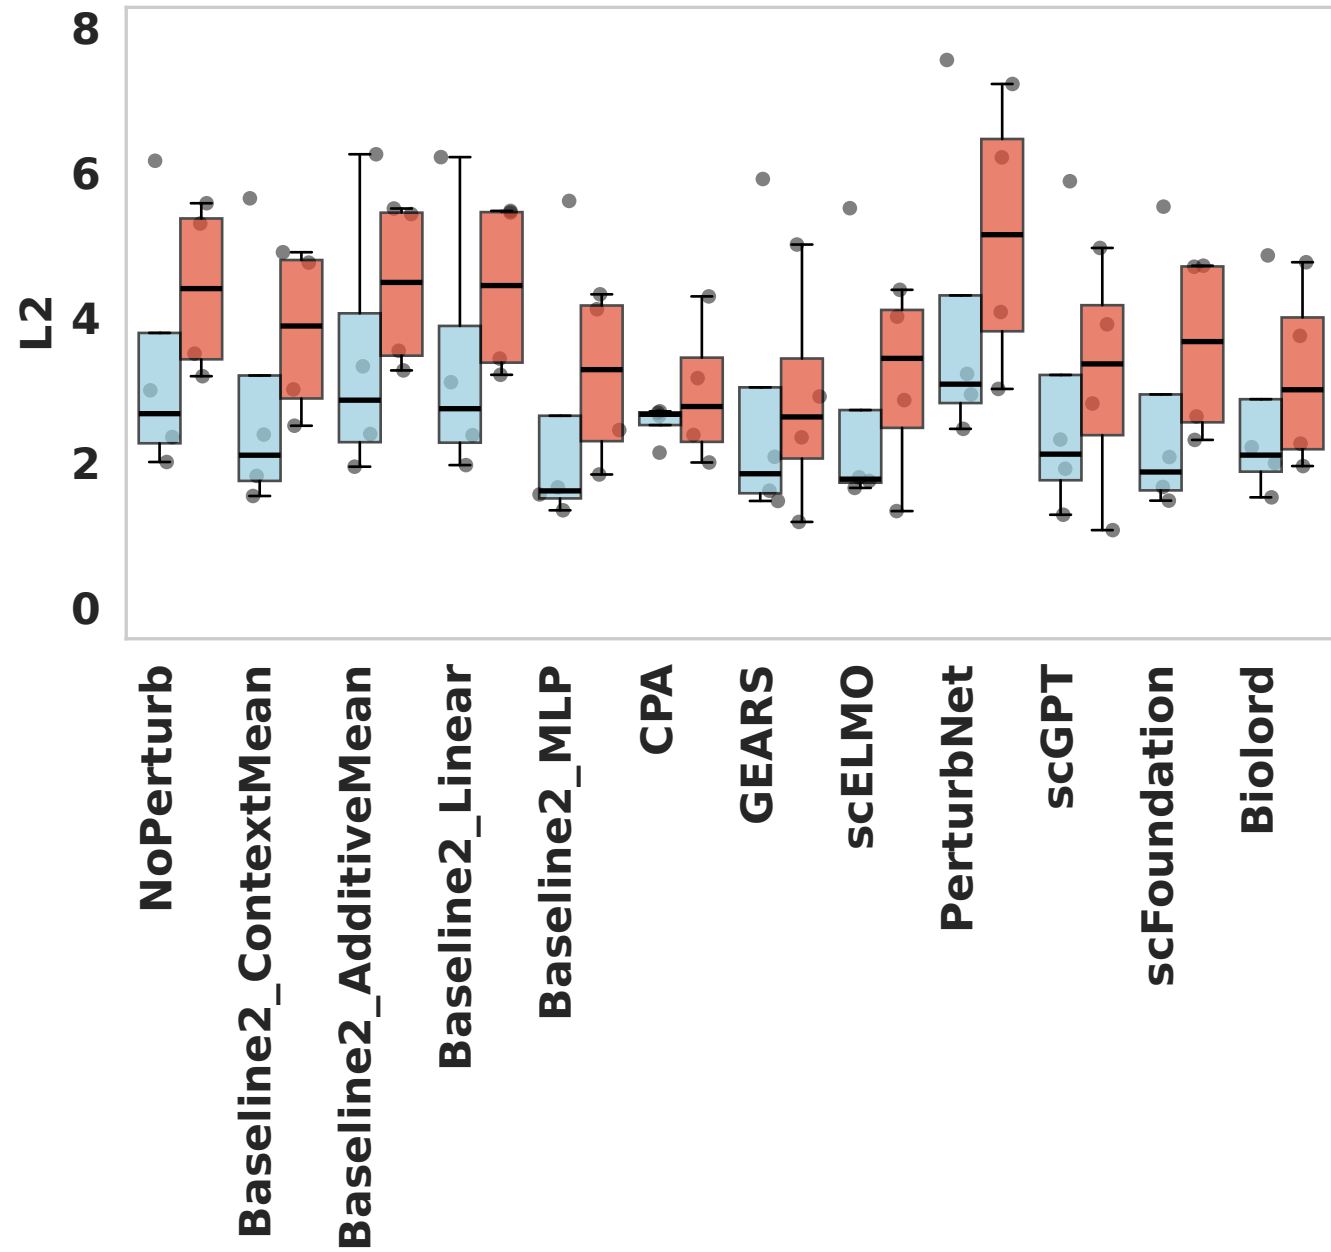 8
6
4
2
0
L2
NoPerturb
Baseline2_ContextMean
Baseline2_AdditiveMean
Baseline2_Linear
Baseline2_MLP
CPA
GEARS
scELMO
PerturbNet
scGPT
scFoundation
Biolord